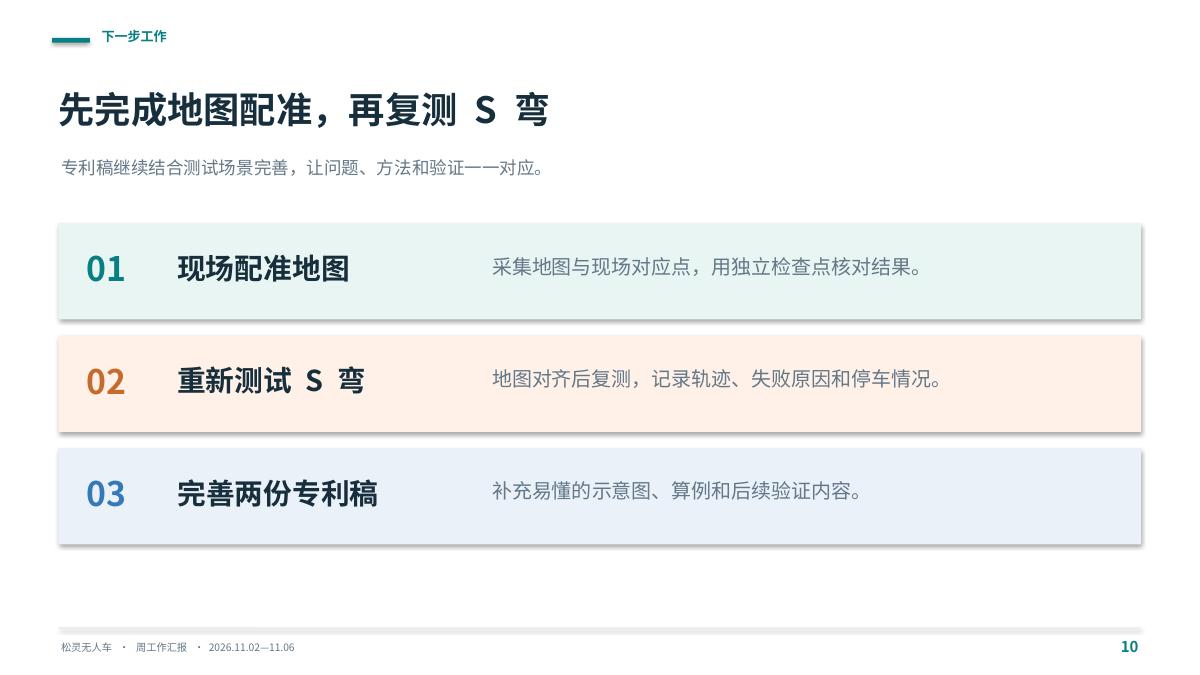 下一步工作
先完成地图配准，再复测 S 弯
专利稿继续结合测试场景完善，让问题、方法和验证一一对应。
01 现场配准地图 采集地图与现场对应点，用独立检查点核对结果。
02 重新测试 S 弯 地图对齐后复测，记录轨迹、失败原因和停车情况。
03 完善两份专利稿 补充易懂的示意图、算例和后续验证内容。
松灵无人车 · 周工作汇报 · 2026.11.02—11.06 10